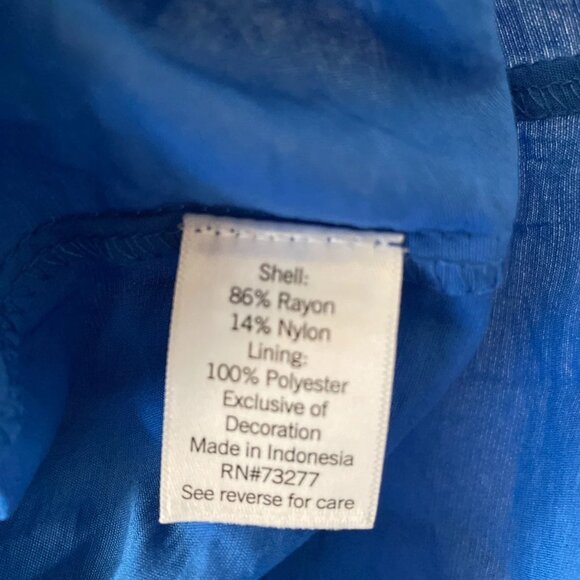 Shell:
86% Rayon
14% Nylon
Lining:
100% Polyester
Exclusive of
Decoration
Made in Indonesia
RN#73277
See reverse for care